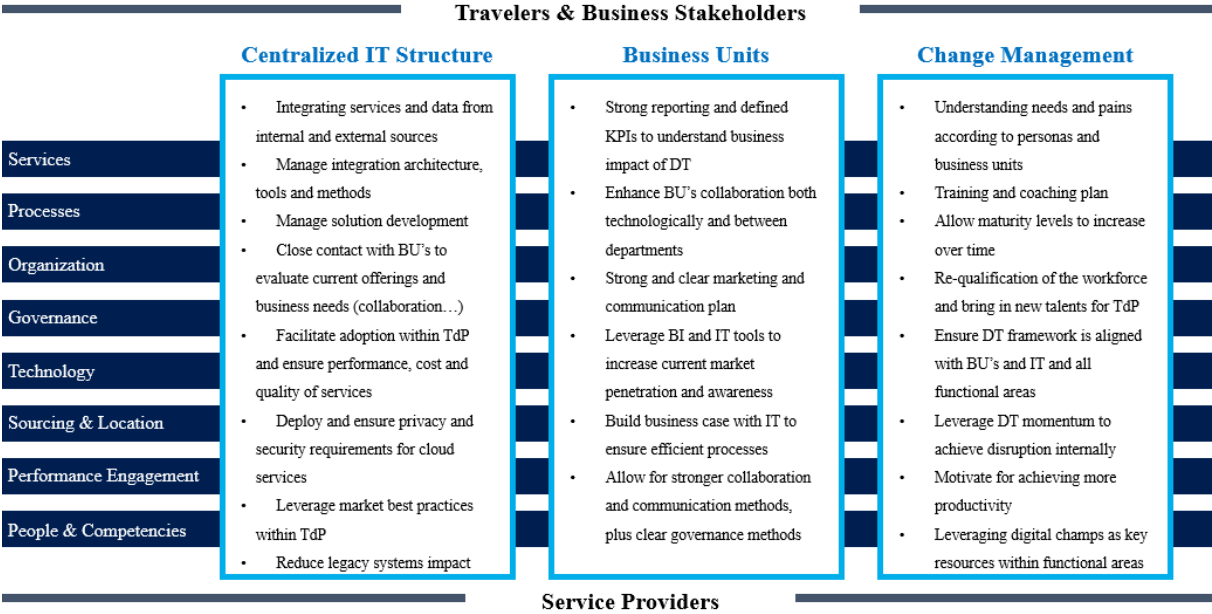 Travelers & Business Stakeholders
Centralized IT Structure
Business Units
Change Management
Services
Processes
Organization
Governance
Technology
Sourcing & Location
Performance Engagement
People & Competencies
• Integrating services and data from
internal and external sources
• Manage integration architecture,
tools and methods
• Manage solution development
• Close contact with BU’s to
evaluate current offerings and
business needs (collaboration…)
• Facilitate adoption within TdP
and ensure performance, cost and
quality of services
• Deploy and ensure privacy and
security requirements for cloud
services
• Leverage market best practices
within TdP
• Reduce legacy systems impact
• Strong reporting and defined
KPIs to understand business
impact of DT
• Enhance BU’s collaboration both
technologically and between
departments
• Strong and clear marketing and
communication plan
• Leverage BI and IT tools to
increase current market
penetration and awareness
• Build business case with IT to
ensure efficient processes
• Allow for stronger collaboration
and communication methods,
plus clear governance methods
• Understanding needs and pains
according to personas and
business units
• Training and coaching plan
• Allow maturity levels to increase
over time
• Re-qualification of the workforce
and bring in new talents for TdP
• Ensure DT framework is aligned
with BU’s and IT and all
functional areas
• Leverage DT momentum to
achieve disruption internally
• Motivate for achieving more
productivity
• Leveraging digital champs as key
resources within functional areas
Service Providers